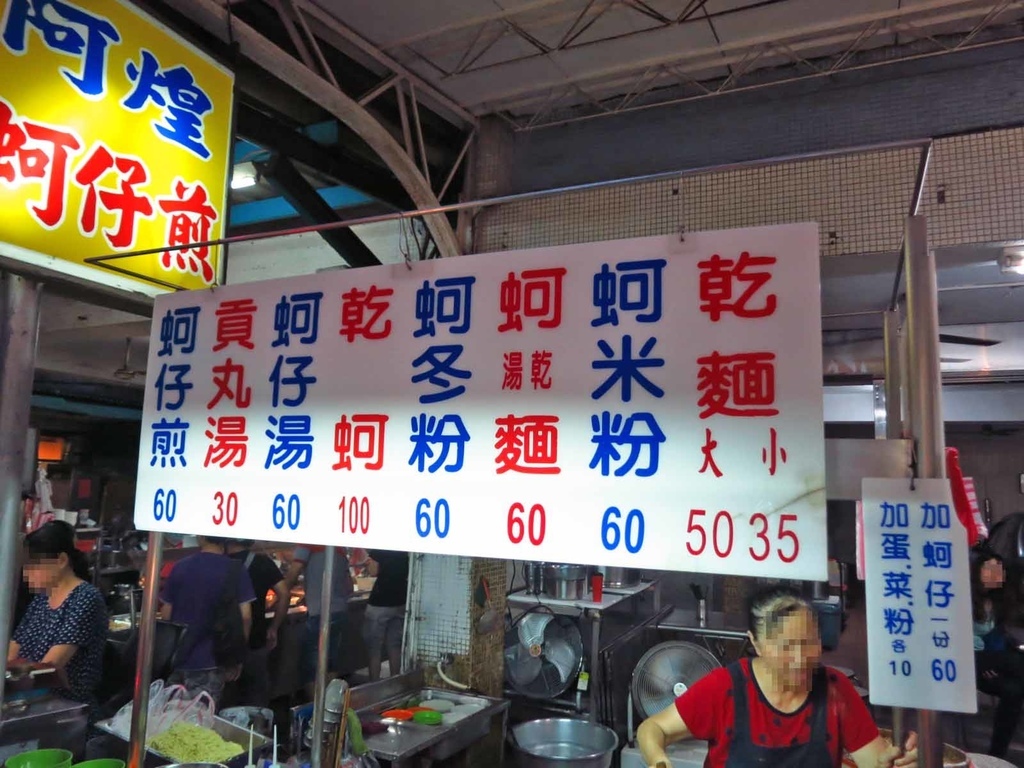 阿煌
蚵仔煎
蚵仔煎 60
貢丸湯 30
蚵仔湯 60
乾蚵 100
蚵冬粉 60
蚵湯乾麵 60
蚵米粉 60
乾麵 大 小 50 35
加蛋.菜.粉各 10
加蚵仔一份 60